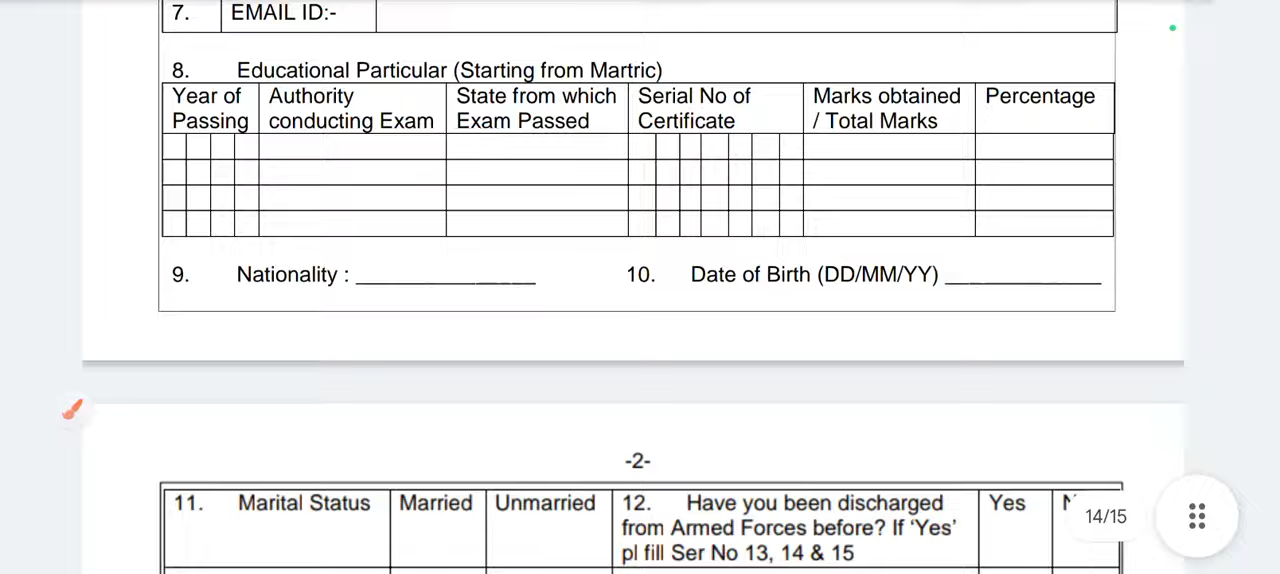 7. EMAIL ID:-
8. Educational Particular (Starting from Martric)
Year of Passing Authority conducting Exam State from which Exam Passed Serial No of Certificate Marks obtained / Total Marks Percentage
9. Nationality : _______________ 10. Date of Birth (DD/MM/YY) _____________
-2-
11. Marital Status Married Unmarried 12. Have you been discharged Yes
from Armed Forces before? If ‘Yes’
pl fill Ser No 13, 14 & 15
14/15